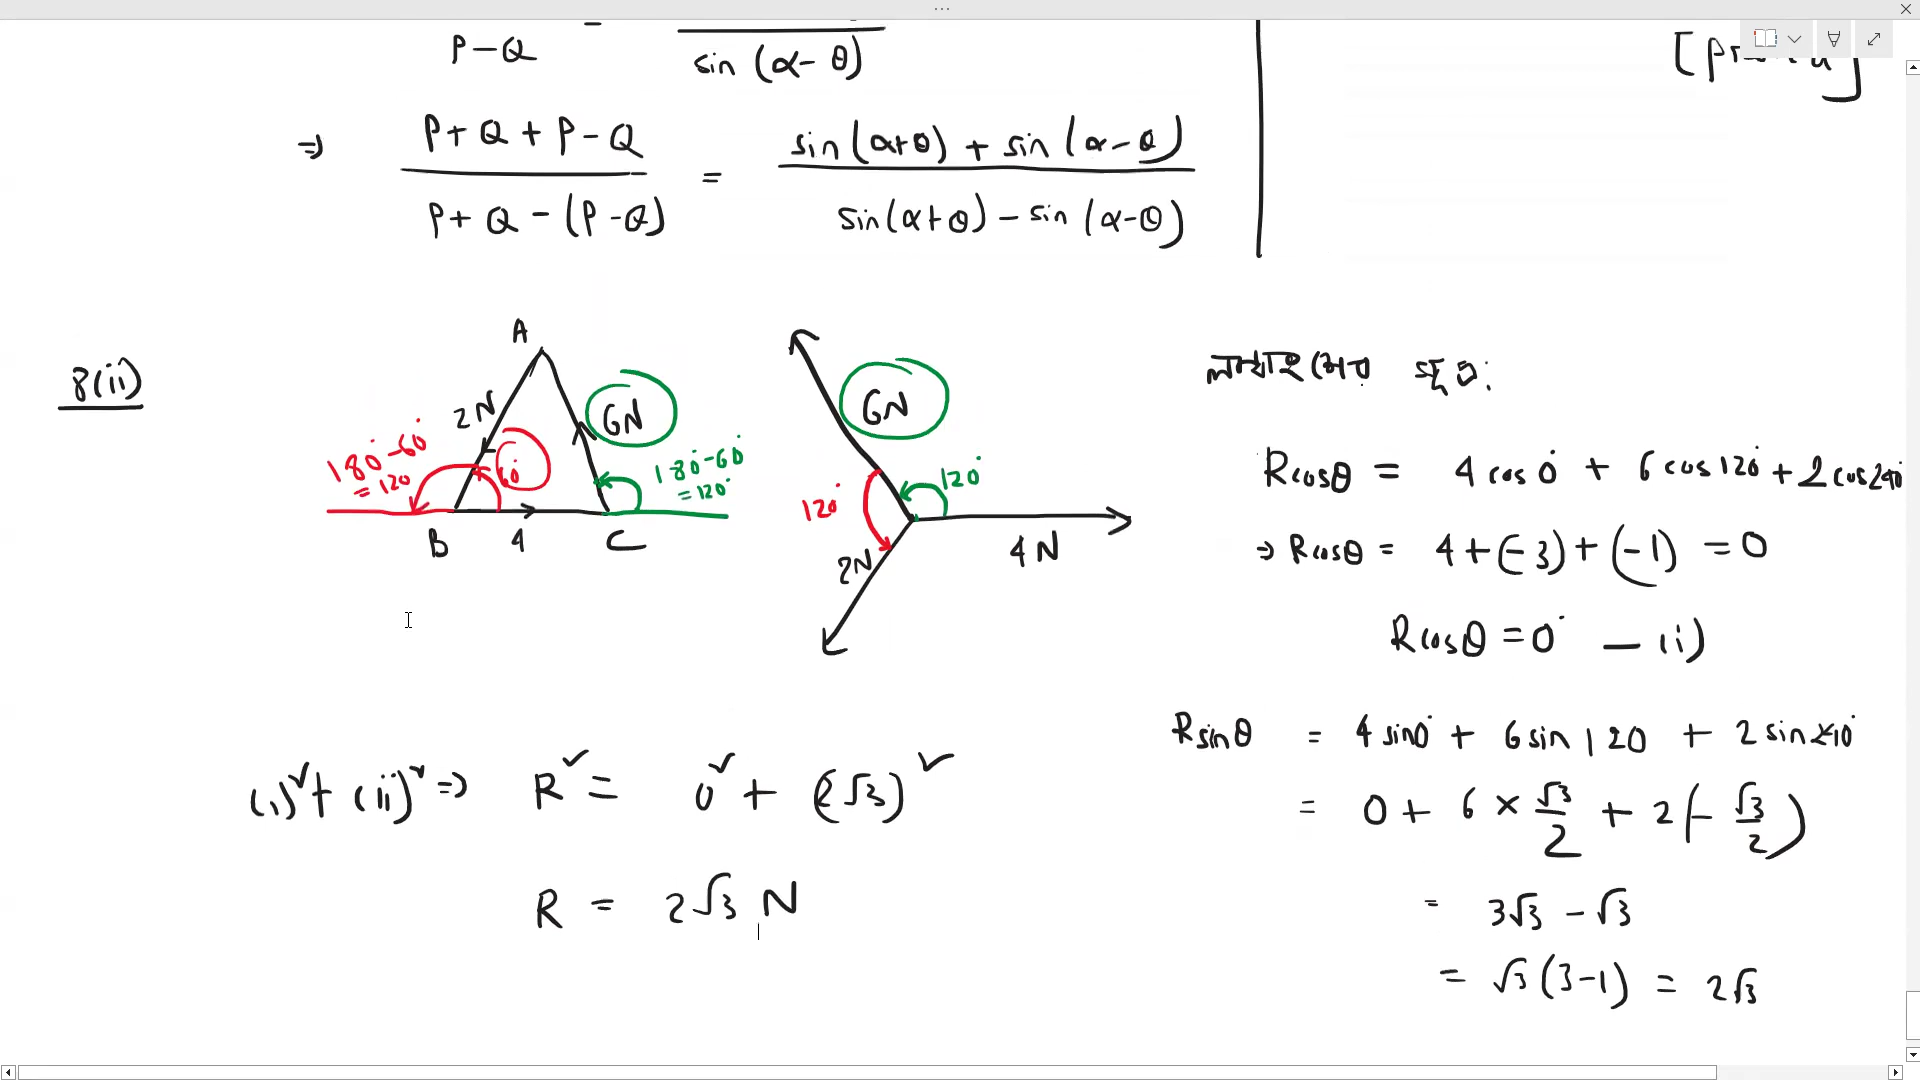 P-Q =
sin (α-θ)
⇒ P+Q+P-Q / P+Q-(P-Q) = sin(α+θ) + sin(α-θ) / sin(α+θ) - sin(α-θ)
8(ii)
A
2N
6N
180°-60°
= 120
60°
180°-60°
= 120°
B
4
C
6N
120°
120°
2N
4N
সূত্র:
Rcosθ = 4 cos 0° + 6 cos 120° + 2 cos 240
⇒ Rcosθ = 4 + (-3) + (-1) = 0
Rcosθ = 0 — (i)
Rsinθ = 4 sin0° + 6 sin 120 + 2 sin 240°
= 0 + 6 × √3/2 + 2(-√3/2)
= 3√3 - √3
= √3(3-1) = 2√3
(i)² + (ii)² ⇒ R² = 0² + (2√3)²
R = 2√3 N